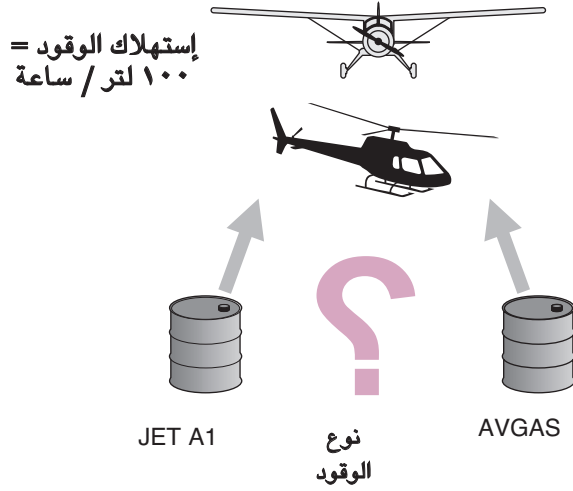 إستهلاك الوقود =
١٠٠ لتر / ساعة
؟
JET A1
نوع
الوقود
AVGAS